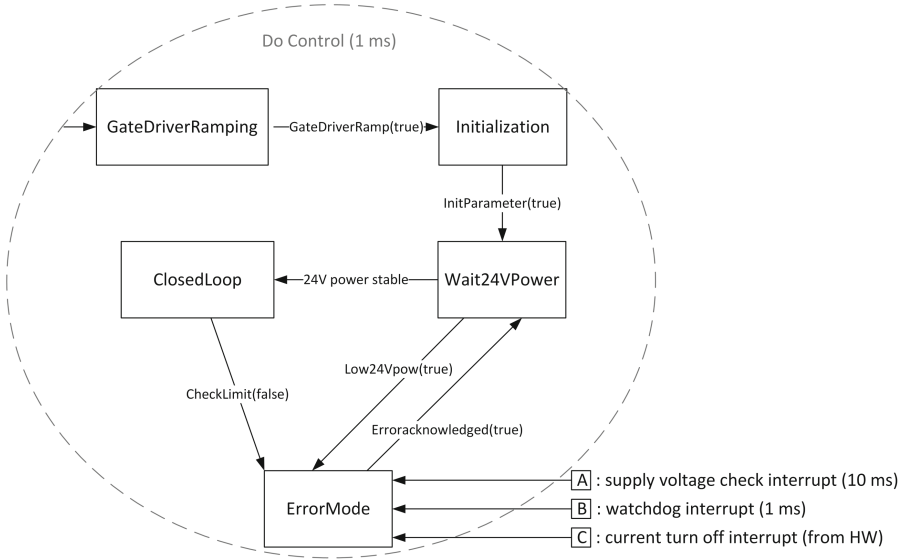 Do Control (1 ms)
GateDriverRamping
GateDriverRamp(true)
Initialization
InitParameter(true)
ClosedLoop
24V power stable
Wait24VPower
Low24Vpow(true)
CheckLimit(false)
Erroracknowledged(true)
ErrorMode
A : supply voltage check interrupt (10 ms)
B : watchdog interrupt (1 ms)
C : current turn off interrupt (from HW)